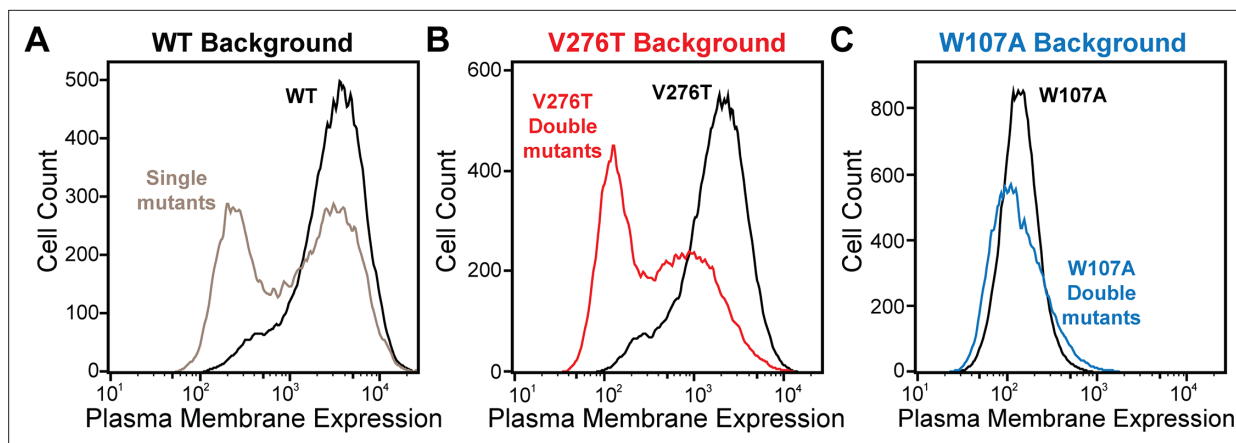 A
WT Background
500
400
300
200
100
0
Cell Count
WT
Single
mutants
10¹
10²
10³
10⁴
Plasma Membrane Expression
B
V276T Background
600
400
200
0
Cell Count
V276T
V276T
Double
mutants
10¹
10²
10³
10⁴
Plasma Membrane Expression
C
W107A Background
800
600
400
200
0
Cell Count
W107A
W107A
Double
mutants
10¹
10²
10³
10⁴
Plasma Membrane Expression